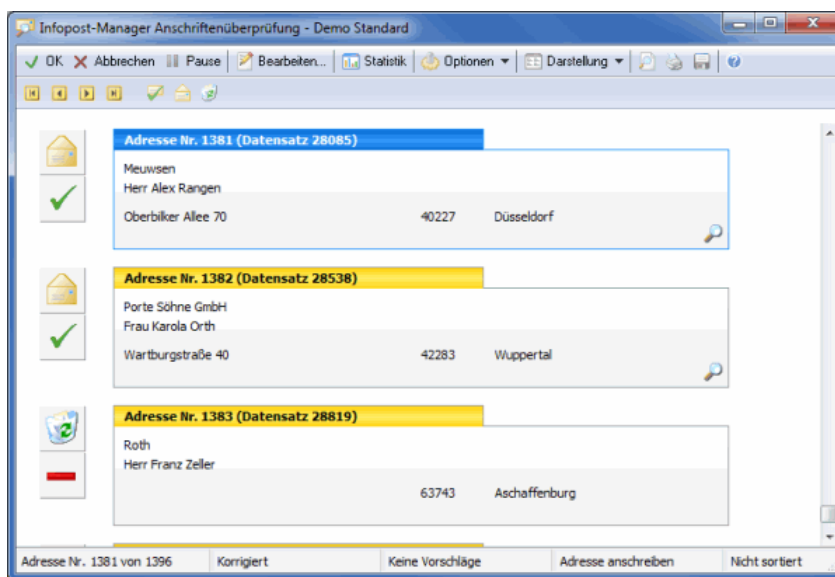 Infopost-Manager Anschriftenüberprüfung - Demo Standard
OK Abbrechen Pause Bearbeiten... Statistik Optionen Darstellung
Adresse Nr. 1381 (Datensatz 28085)
Meuwsen
Herr Alex Rangen
Oberbilker Allee 70 40227 Düsseldorf
Adresse Nr. 1382 (Datensatz 28538)
Porte Söhne GmbH
Frau Karola Orth
Wartburgstraße 40 42283 Wuppertal
Adresse Nr. 1383 (Datensatz 28819)
Roth
Herr Franz Zeller
63743 Aschaffenburg
Adresse Nr. 1381 von 1396 Korrigiert Keine Vorschläge Adresse anschreiben Nicht sortiert